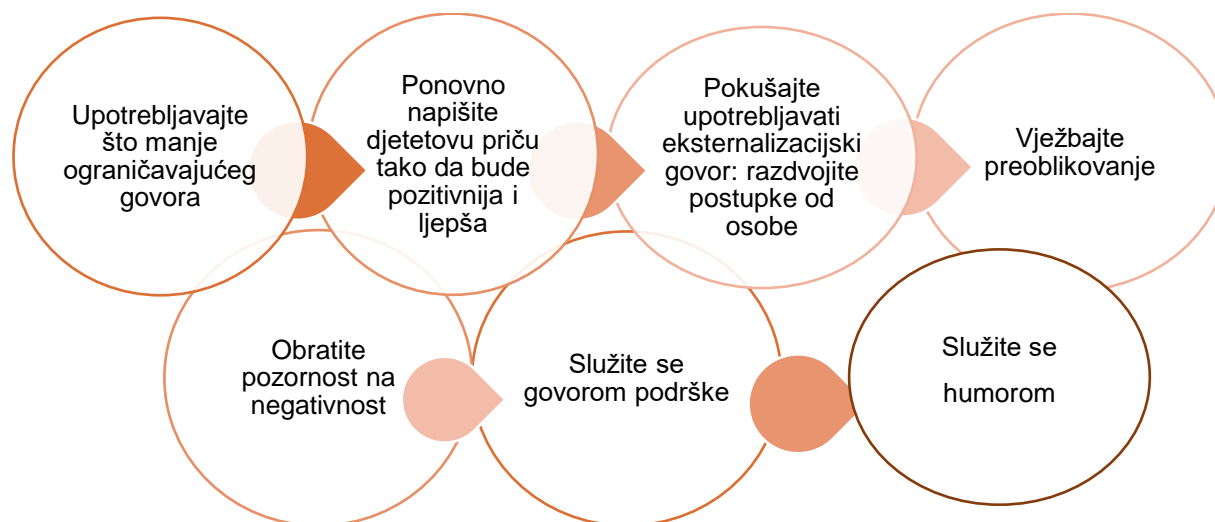 Upotrebljavajte
što manje
ograničavajućeg
govora
Ponovno
napišite
djetetovu priču
tako da bude
pozitivnija i
ljepša
Pokušajte
upotrebljavati
eksternalizacijski
govor: razdvojite
postupke od
osobe
Vježbajte
preoblikovanje
Obratite
pozornost na
negativnost
Služite se
govorom podrške
Služite se
humorom